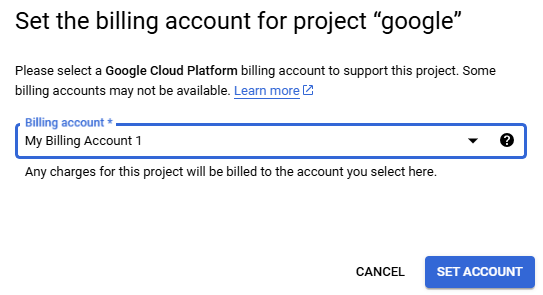 Set the billing account for project “google”
Please select a Google Cloud Platform billing account to support this project. Some
billing accounts may not be available. Learn more
Billing account *
My Billing Account 1
Any charges for this project will be billed to the account you select here.
CANCEL SET ACCOUNT